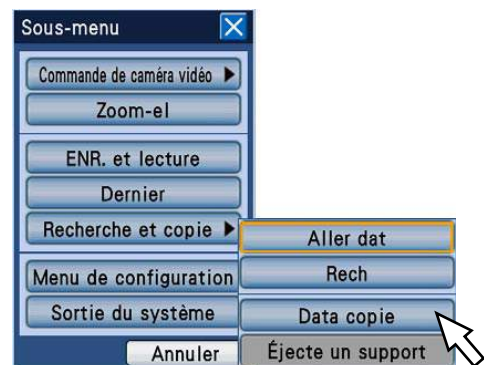 Sous-menu
Commande de caméra vidéo
Zoom-el
ENR. et lecture
Dernier
Recherche et copie
Menu de configuration
Sortie du système
Annuler
Aller dat
Rech
Data copie
Éjecte un support